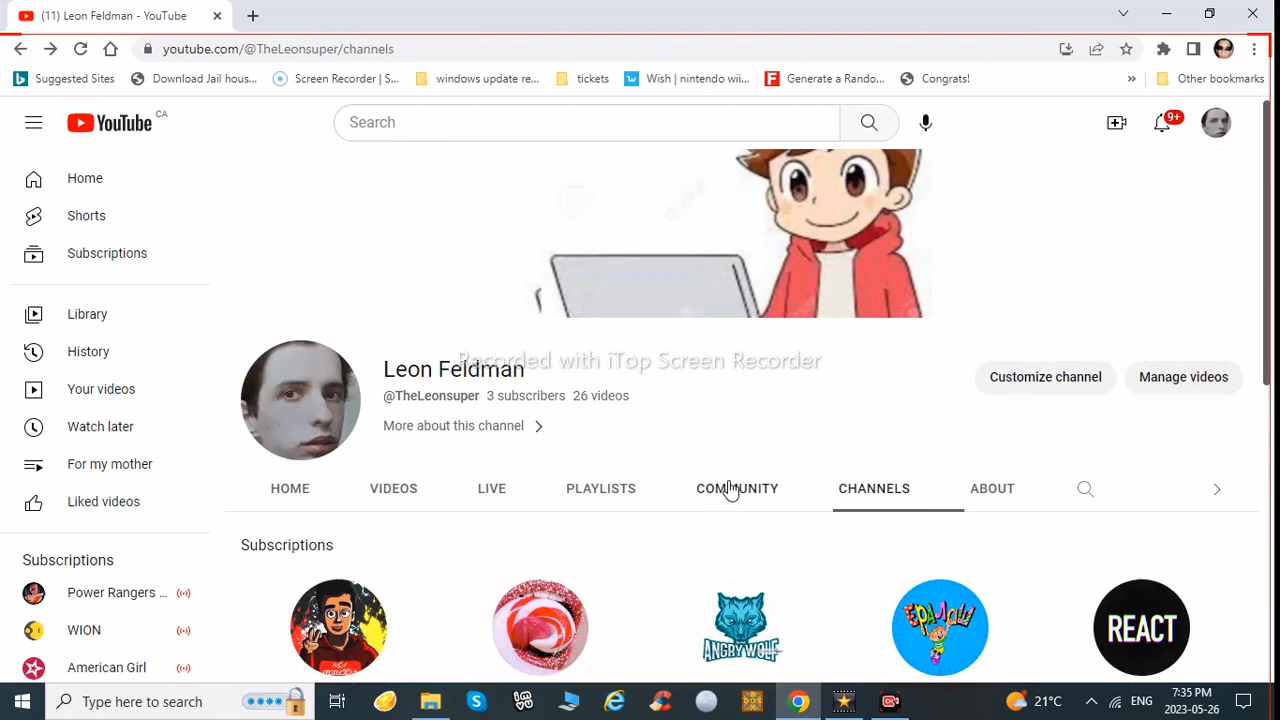 (11) Leon Feldman - YouTube
youtube.com/@TheLeonsuper/channels
Suggested Sites
Download Jail hous...
Screen Recorder | S...
windows update re...
tickets
Wish | nintendo wii...
Generate a Rando...
Congrats!
»
Other bookmarks
YouTube CA
Search
9+
Home
Shorts
Subscriptions
Library
History
Your videos
Watch later
For my mother
Liked videos
Subscriptions
Power Rangers ...
WION
American Girl
Recorded with iTop Screen Recorder
Leon Feldman
@TheLeonsuper 3 subscribers 26 videos
More about this channel
Customize channel
Manage videos
HOME VIDEOS LIVE PLAYLISTS COMMUNITY CHANNELS ABOUT
Subscriptions
ANGRY WOLF
REACT
Type here to search
21°C
ENG
7:35 PM
2023-05-26